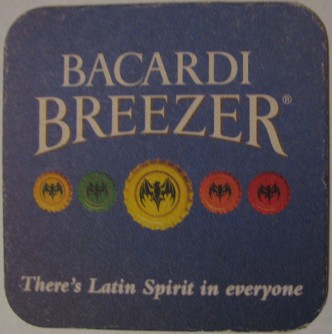 BACARDI
BREEZER®
There's Latin Spirit in everyone